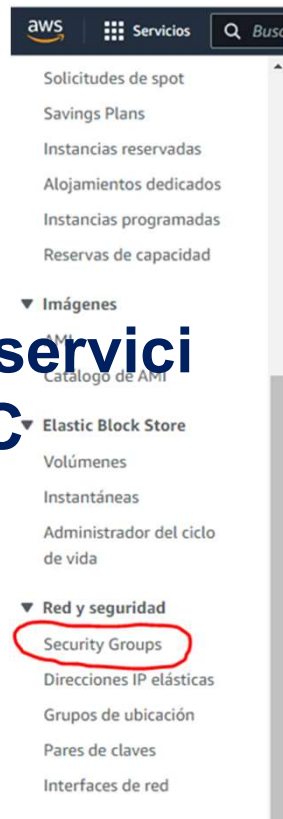 aws
Servicios
Busc
Solicitudes de spot
Savings Plans
Instancias reservadas
Alojamientos dedicados
Instancias programadas
Reservas de capacidad
Imágenes
AMI
servici
Catálogo de AMI
C
Elastic Block Store
Volúmenes
Instantáneas
Administrador del ciclo
de vida
Red y seguridad
Security Groups
Direcciones IP elásticas
Grupos de ubicación
Pares de claves
Interfaces de red